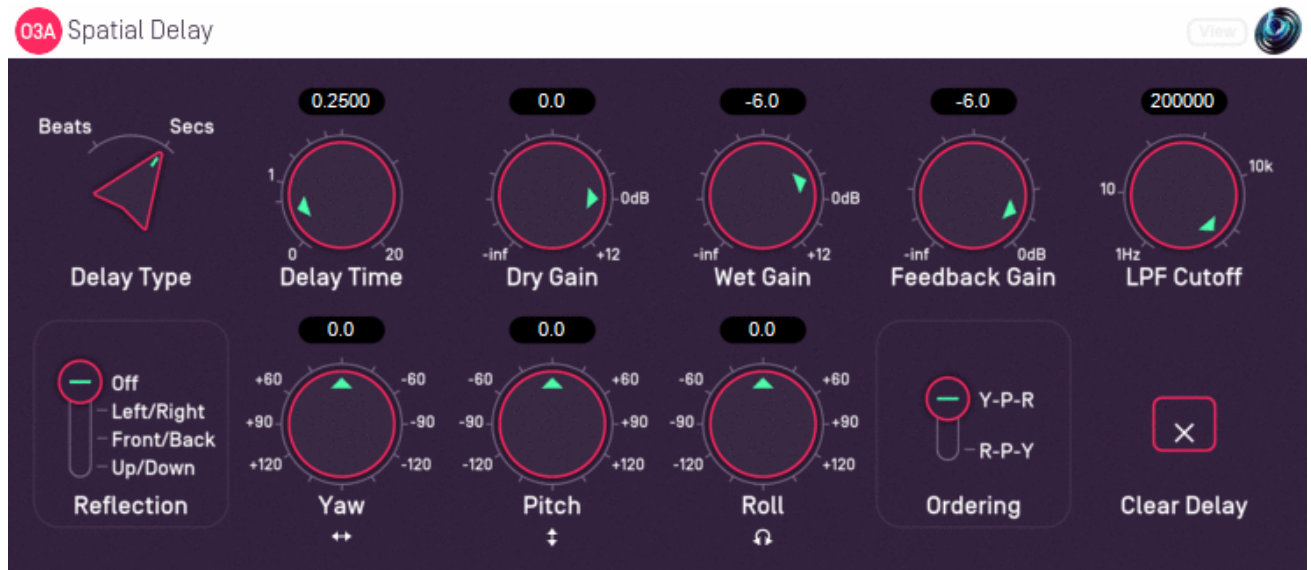 O3A Spatial Delay View
0.2500 0.0 -6.0 -6.0 200000
Beats Secs
1 0dB 0dB 10 10k
0 20 -inf +12 -inf +12 -inf 0dB 1Hz
Delay Type Delay Time Dry Gain Wet Gain Feedback Gain LPF Cutoff
0.0 0.0 0.0
Off +60 -60 -60 +60 -60 +60
Left/Right +90 -90 -90 +90 -90 +90 Y-P-R
Front/Back
Up/Down +120 -120 -120 +120 -120 +120 R-P-Y
Reflection Yaw Pitch Roll Ordering Clear Delay